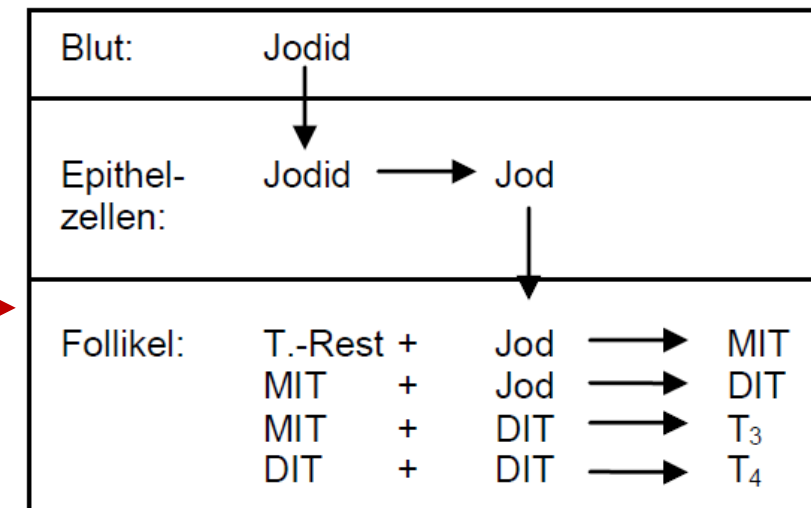 Blut: Jodid
Epithel- Jodid Jod
zellen:
Follikel: T.-Rest + Jod MIT
MIT + Jod DIT
MIT + DIT T₃
DIT + DIT T₄